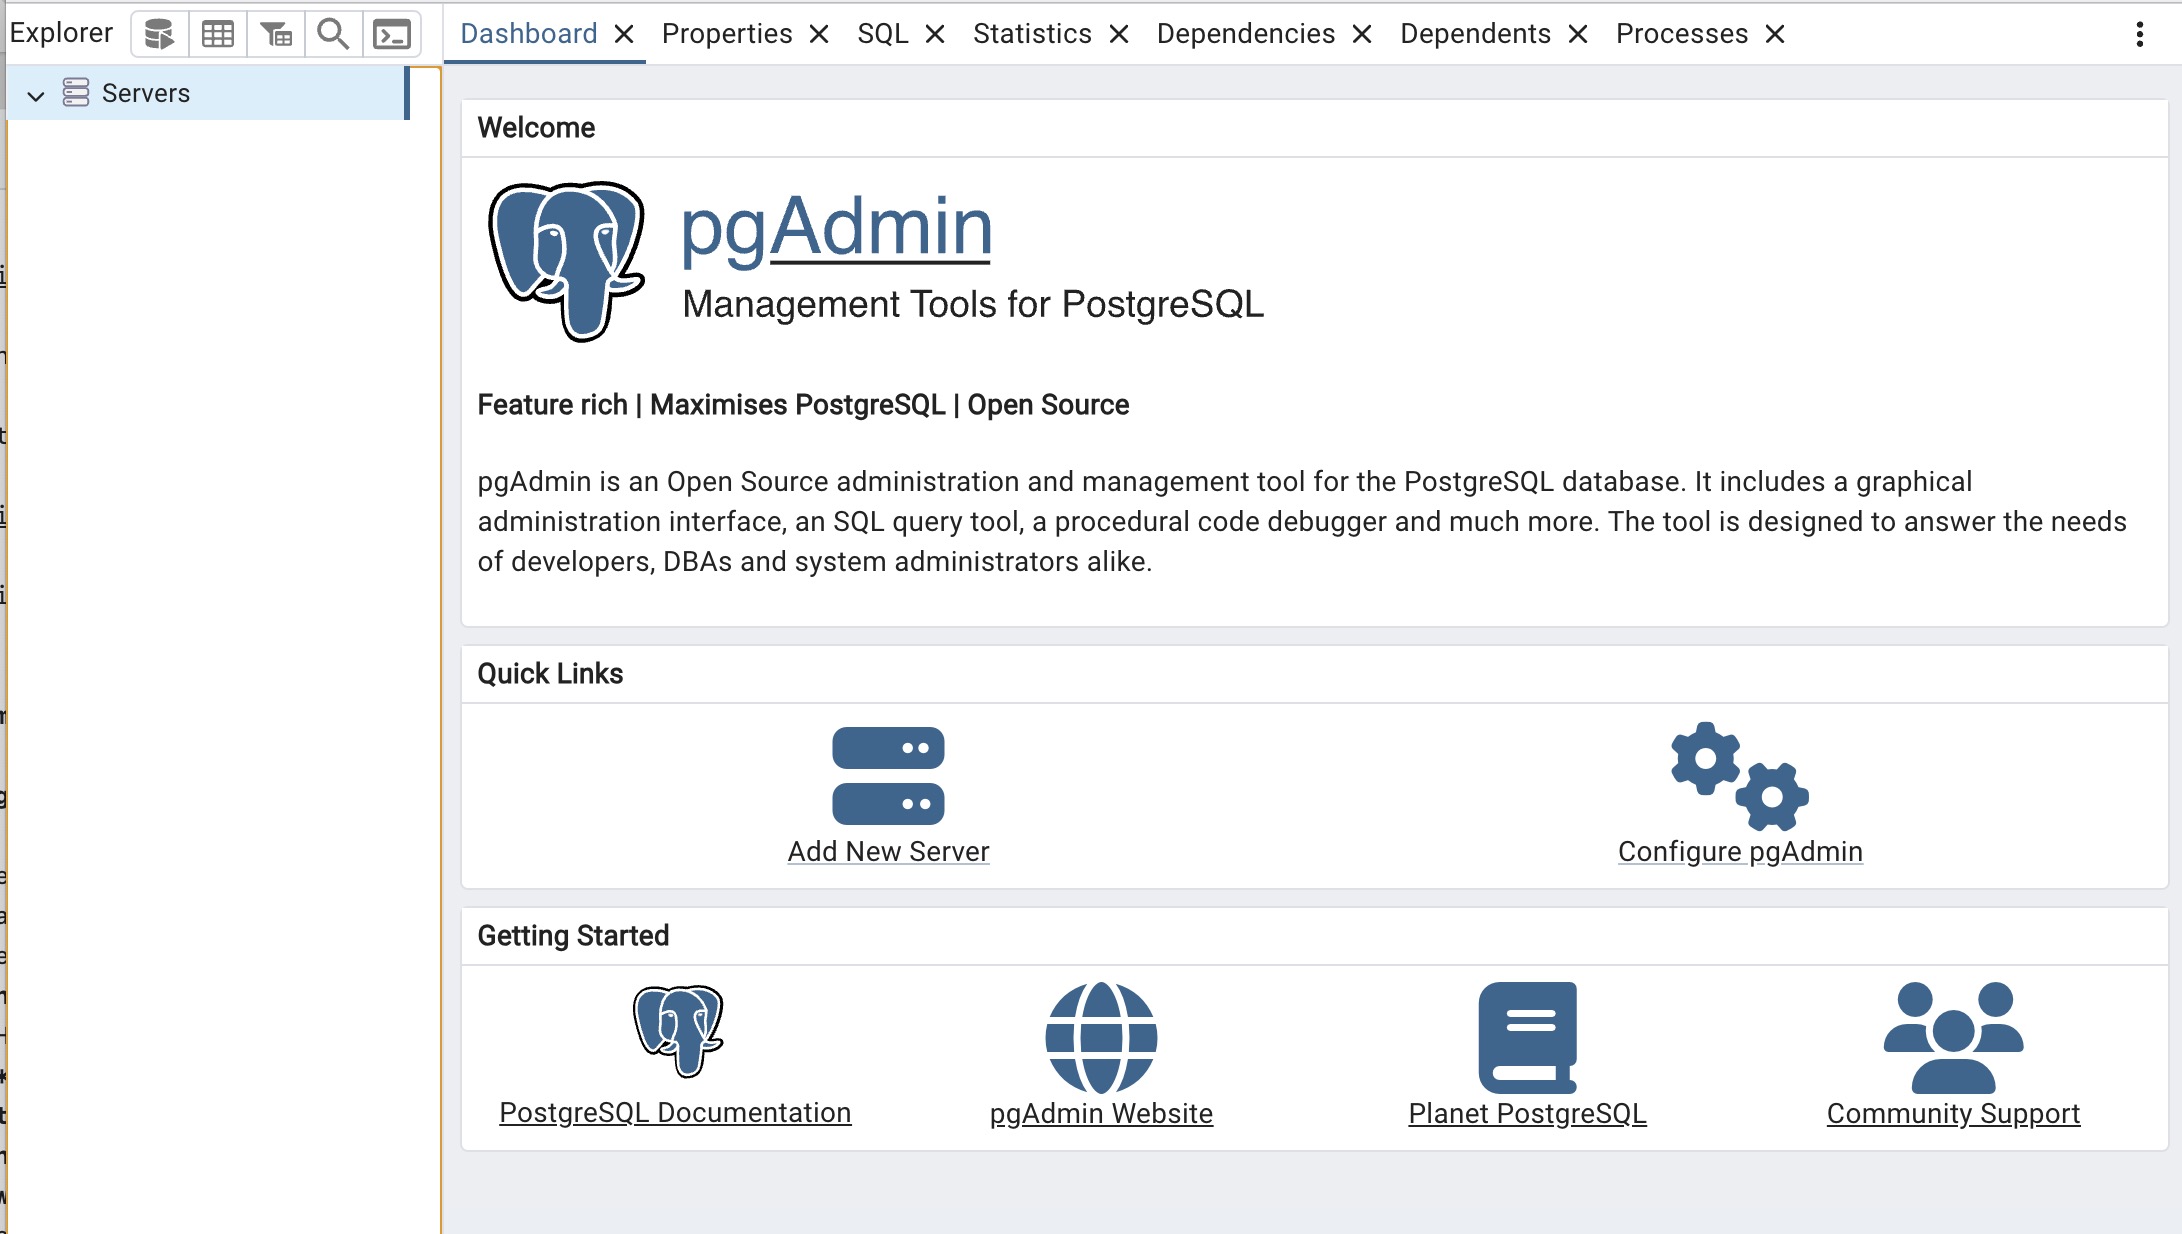 Explorer
Dashboard Properties SQL Statistics Dependencies Dependents Processes
Servers
Welcome
pgAdmin
Management Tools for PostgreSQL
Feature rich | Maximises PostgreSQL | Open Source
pgAdmin is an Open Source administration and management tool for the PostgreSQL database. It includes a graphical
administration interface, an SQL query tool, a procedural code debugger and much more. The tool is designed to answer the needs
of developers, DBAs and system administrators alike.
Quick Links
Add New Server
Configure pgAdmin
Getting Started
PostgreSQL Documentation
pgAdmin Website
Planet PostgreSQL
Community Support